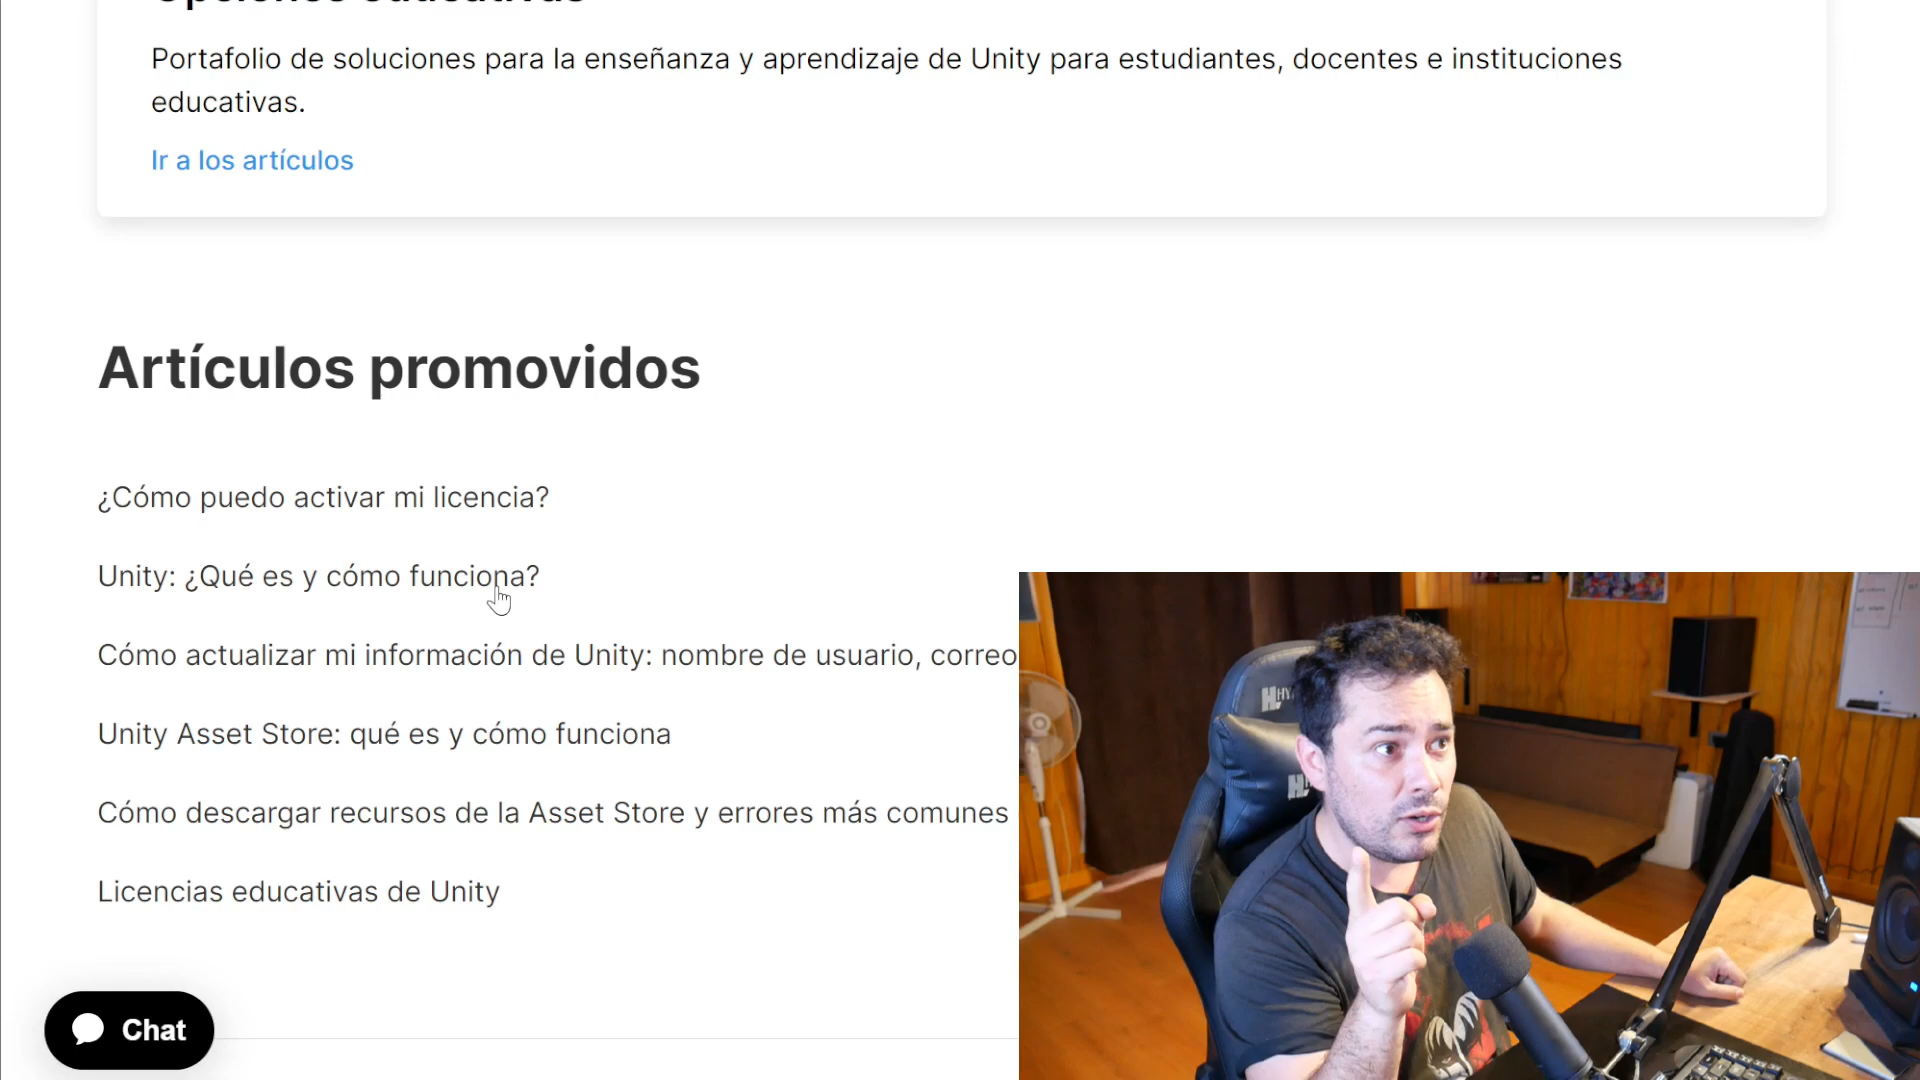 Opciones educativas
Portafolio de soluciones para la enseñanza y aprendizaje de Unity para estudiantes, docentes e instituciones
educativas.
Ir a los artículos
Artículos promovidos
¿Cómo puedo activar mi licencia?
Unity: ¿Qué es y cómo funciona?
Cómo actualizar mi información de Unity: nombre de usuario, correo
Unity Asset Store: qué es y cómo funciona
Cómo descargar recursos de la Asset Store y errores más comunes
Licencias educativas de Unity
Chat